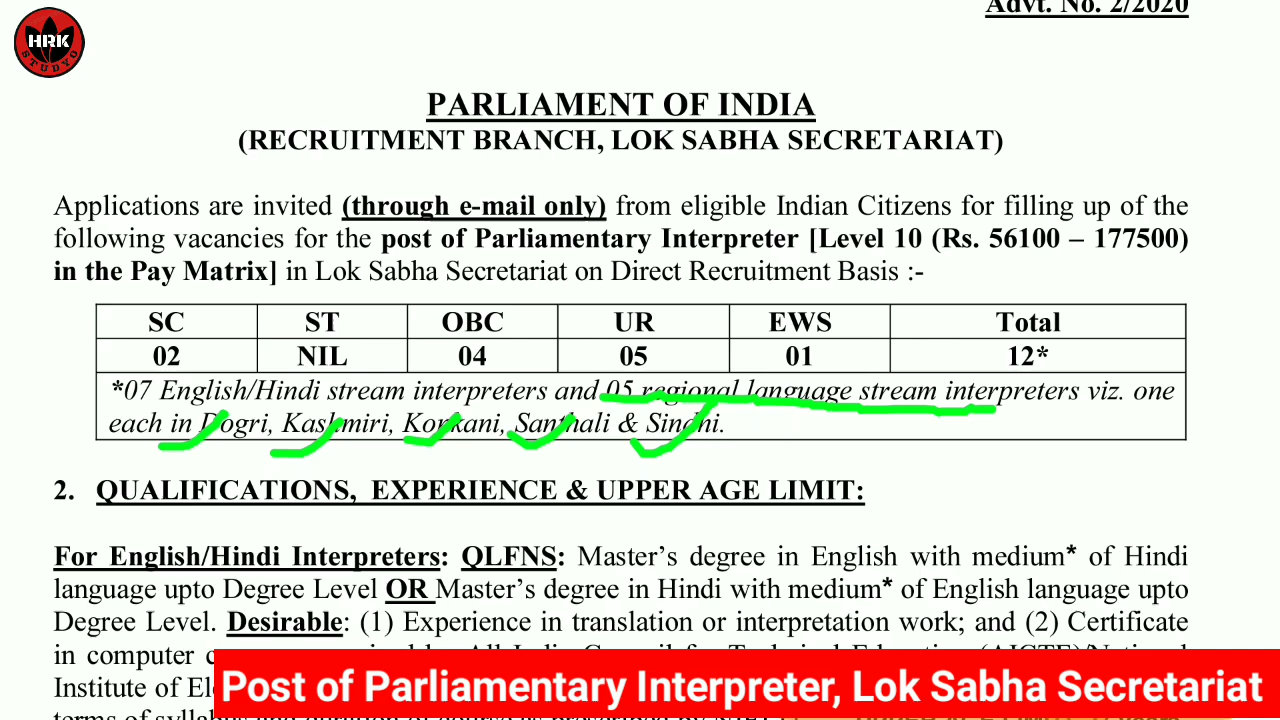 Advt. No. 2/2020
HRK
STUDYO
PARLIAMENT OF INDIA
(RECRUITMENT BRANCH, LOK SABHA SECRETARIAT)
Applications are invited (through e-mail only) from eligible Indian Citizens for filling up of the
following vacancies for the post of Parliamentary Interpreter [Level 10 (Rs. 56100 – 177500)
in the Pay Matrix] in Lok Sabha Secretariat on Direct Recruitment Basis :-
SC ST OBC UR EWS Total
02 NIL 04 05 01 12*
*07 English/Hindi stream interpreters and 05 regional language stream interpreters viz. one
each in Dogri, Kashmiri, Konkani, Santhali & Sindhi.
2. QUALIFICATIONS, EXPERIENCE & UPPER AGE LIMIT:
For English/Hindi Interpreters: QLFNS: Master's degree in English with medium* of Hindi
language upto Degree Level OR Master's degree in Hindi with medium* of English language upto
Degree Level. Desirable: (1) Experience in translation or interpretation work; and (2) Certificate
in computer
Institute of
Post of Parliamentary Interpreter, Lok Sabha Secretariat